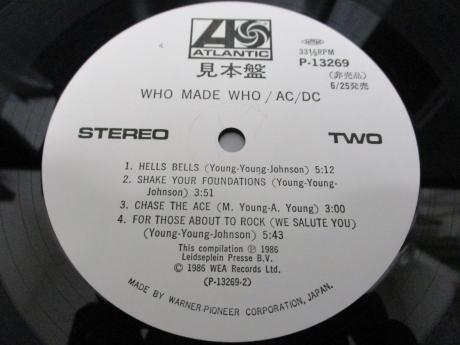 ATLANTIC
33⅓RPM
見本盤
P-13269
(非売品)
6/25発売
WHO MADE WHO / AC/DC
STEREO
TWO
1. HELLS BELLS (Young-Young-Johnson) 5:12
2. SHAKE YOUR FOUNDATIONS (Young-Young-
Johnson) 3:51
3. CHASE THE ACE (M. Young-A. Young) 3:00
4. FOR THOSE ABOUT TO ROCK (WE SALUTE YOU)
(Young-Young-Johnson) 5:43
This compilation ℗ 1986
Leidseplein Presse B.V.
© 1986 WEA Records Ltd.
(P-13269-2)
MADE BY WARNER-PIONEER CORPORATION, JAPAN.